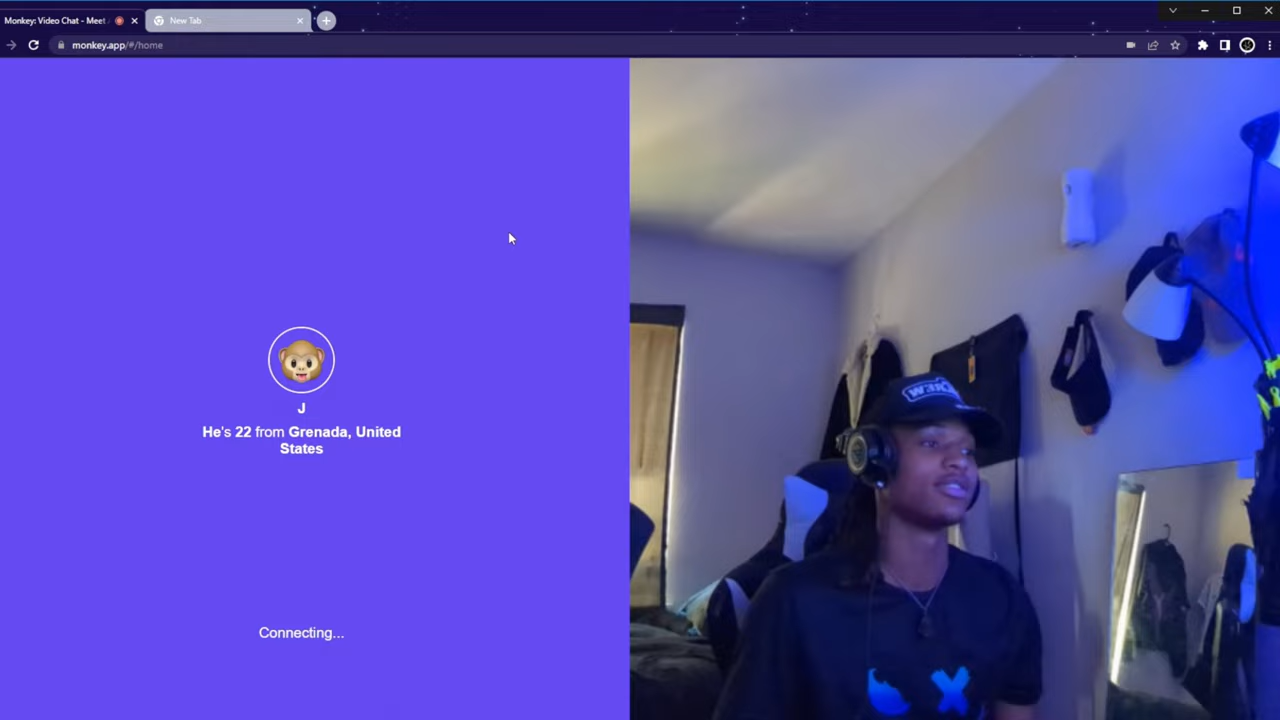 Monkey: Video Chat - Meet
New Tab
monkey.app/#/home
J
He's 22 from Grenada, United
States
Connecting...